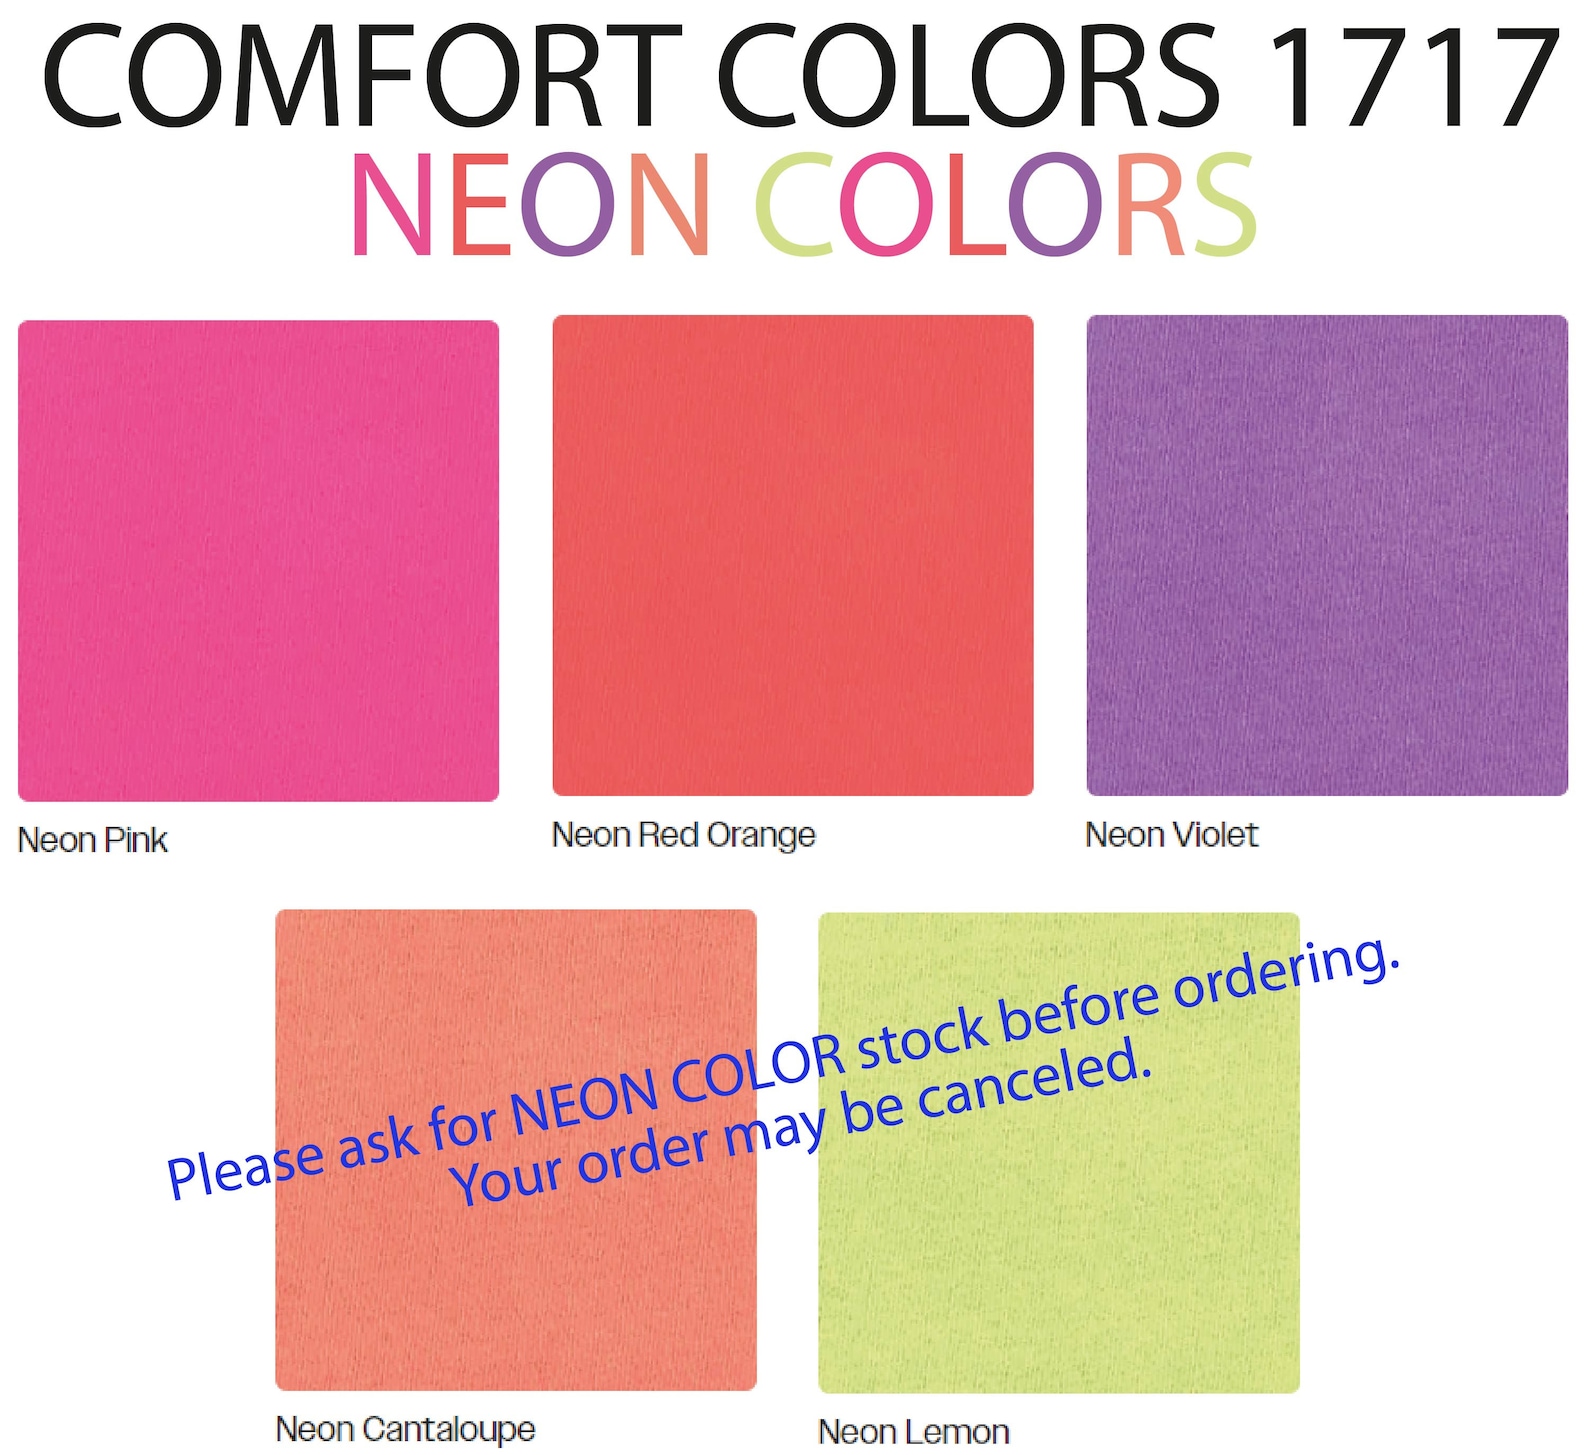 COMFORT COLORS 1717
NEON COLORS
Neon Pink
Neon Red Orange
Neon Violet
Please ask for NEON COLOR stock before ordering.
Your order may be canceled.
Neon Cantaloupe
Neon Lemon